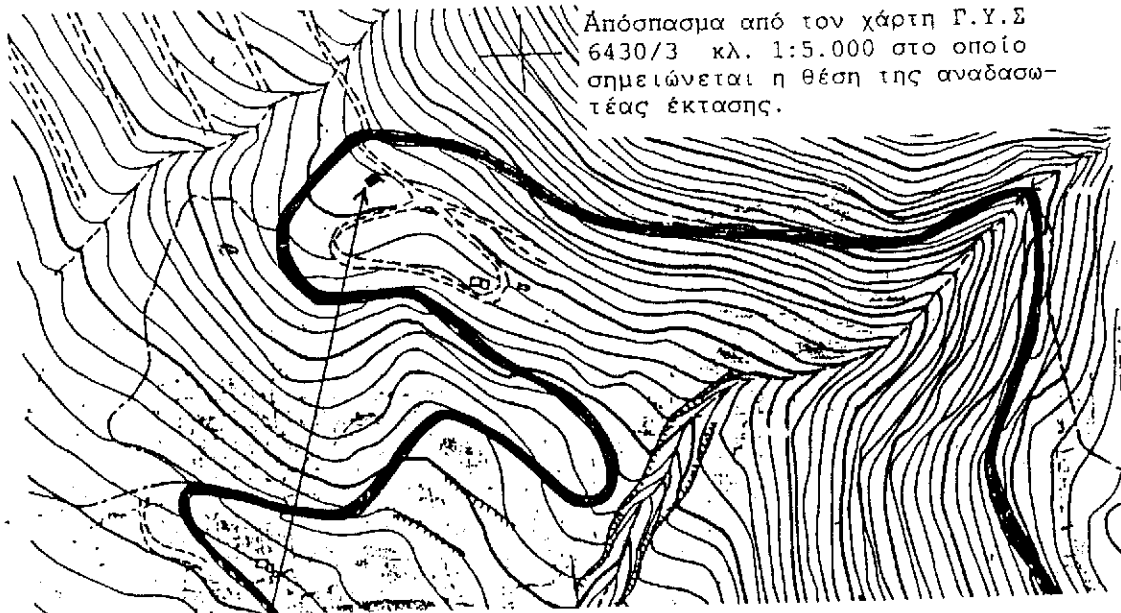 Απόσπασμα από τον χάρτη Γ.Υ.Σ
6430/3 κλ. 1:5.000 στο οποίο
σημειώνεται η θέση της αναδασω-
τέας έκτασης.